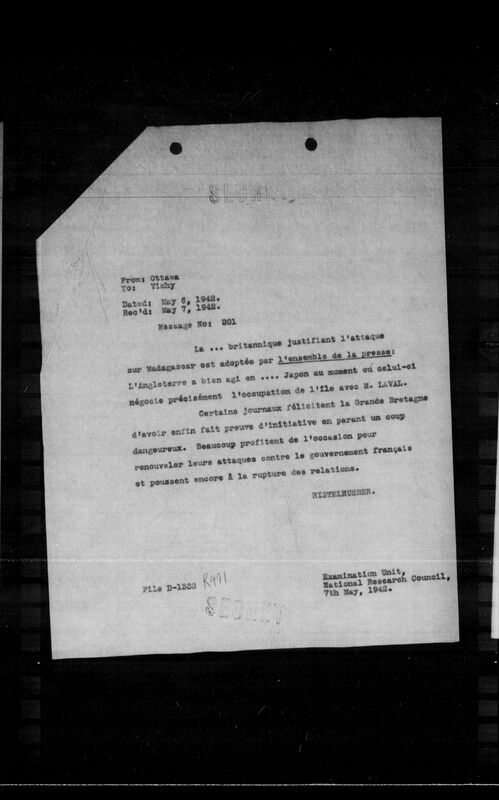 SECRET
From: Ottawa
To: Vichy
Dated: May 6, 1942.
Rec'd: May 7, 1942.
Message No: 201
La ... britannique justifiant l'attaque
sur Madagascar est adoptée par l'ensemble de la presse:
L'Angleterre a bien agi en .... Japon au moment où celui-ci
négocie précisément l'occupation de l'île avec M. LAVAL.
Certains journaux félicitent la Grande Bretagne
d'avoir enfin fait preuve d'initiative en parant un coup
dangeureux. Beaucoup profitent de l'occasion pour
renouveler leurs attaques contre le gouvernement français
et poussent encore à la rupture des relations.
RISTELHUEBER.
File D-1388 R971
Examination Unit,
National Research Council,
7th May, 1942.
SECRET